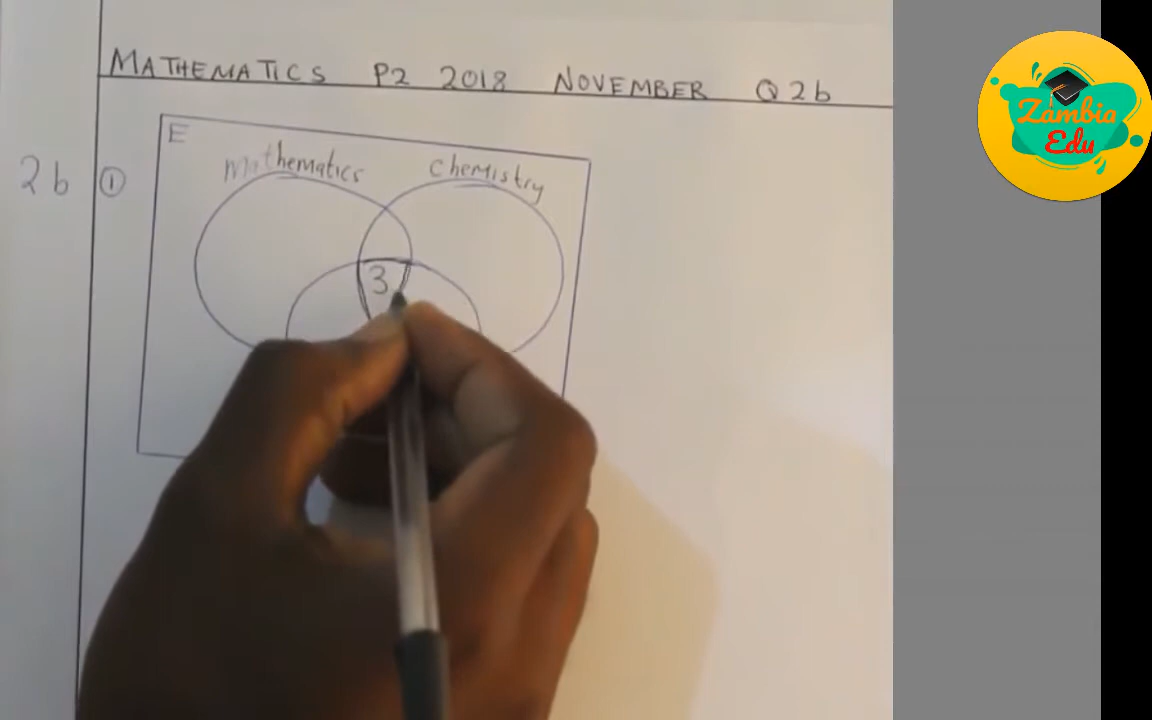 MATHEMATICS P2 2018 NOVEMBER Q2b
Zambia
Edu
E
Mathematics Chemistry
2b ①
3